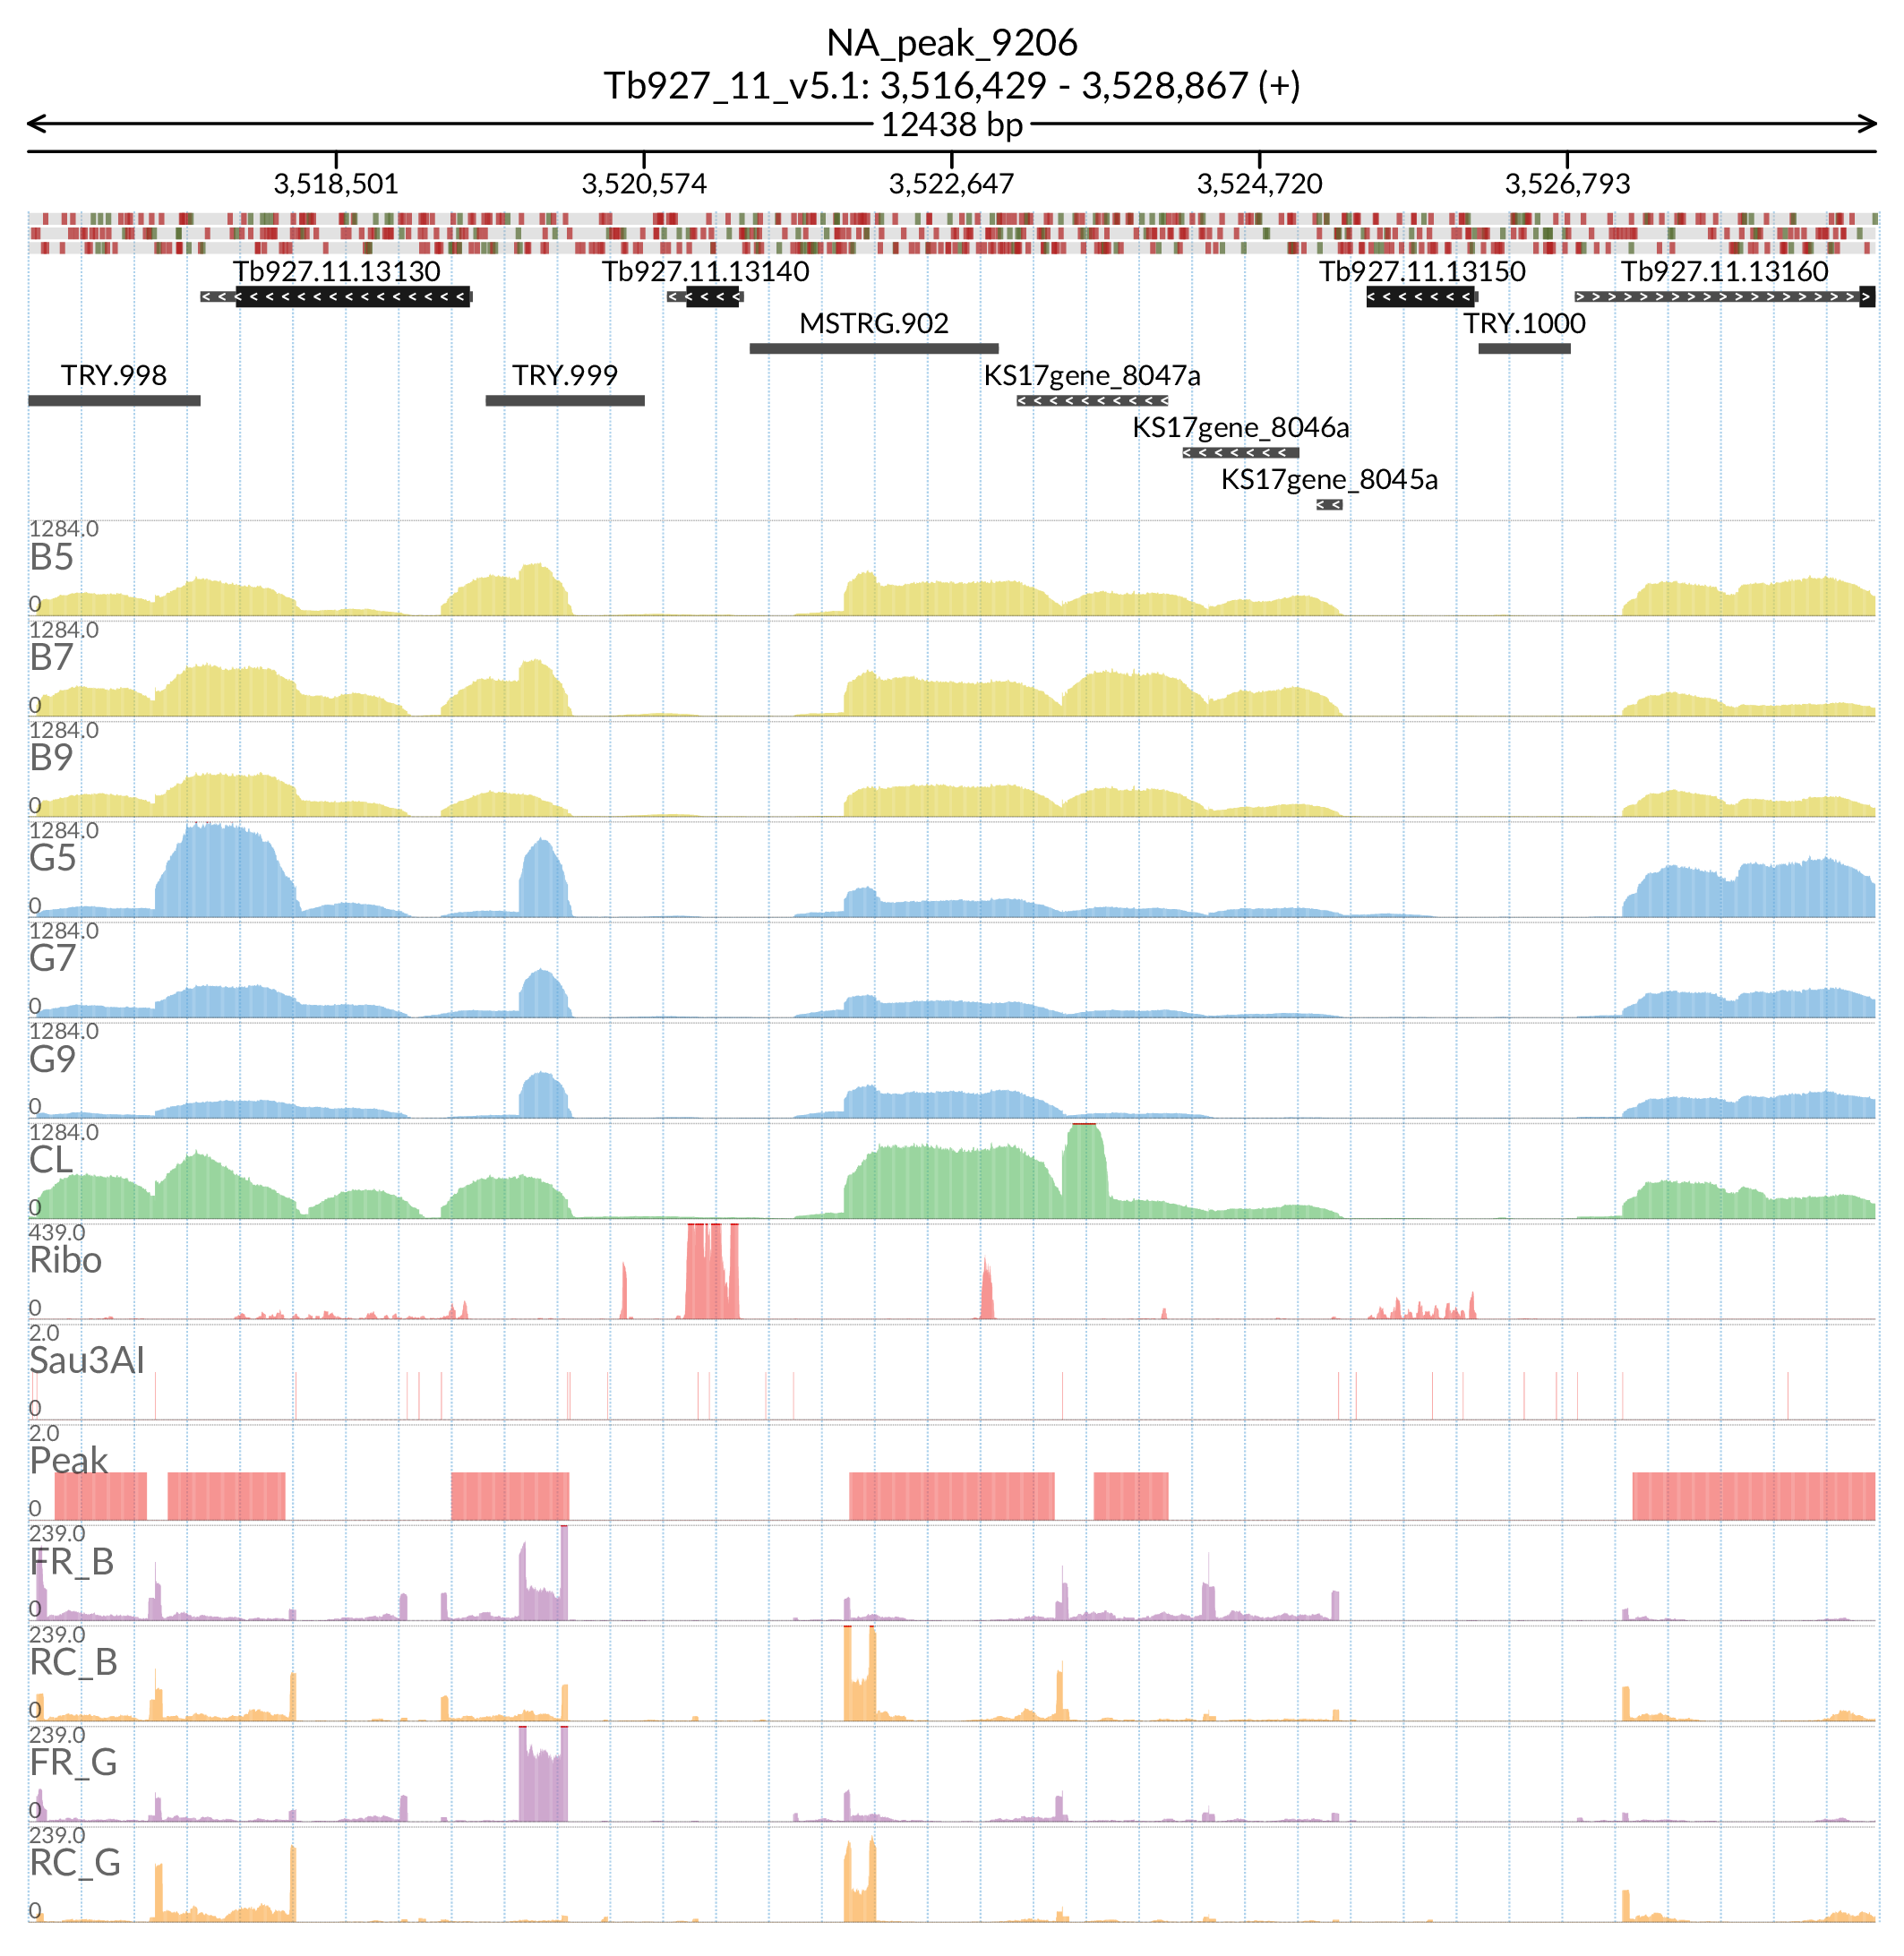 NA_peak_9206
Tb927_11_v5.1: 3,516,429 - 3,528,867 (+)
12438 bp
3,518,501 3,520,574 3,522,647 3,524,720 3,526,793
Tb927.11.13130 Tb927.11.13140 Tb927.11.13150 Tb927.11.13160
MSTRG.902 TRY.1000
TRY.998 TRY.999 KS17gene_8047a
KS17gene_8046a
KS17gene_8045a
1284.0
B5
0
1284.0
B7
0
1284.0
B9
0
1284.0
G5
0
1284.0
G7
0
1284.0
G9
0
1284.0
CL
0
439.0
Ribo
0
2.0
Sau3AI
0
2.0
Peak
0
239.0
FR_B
0
239.0
RC_B
0
239.0
FR_G
0
239.0
RC_G
0